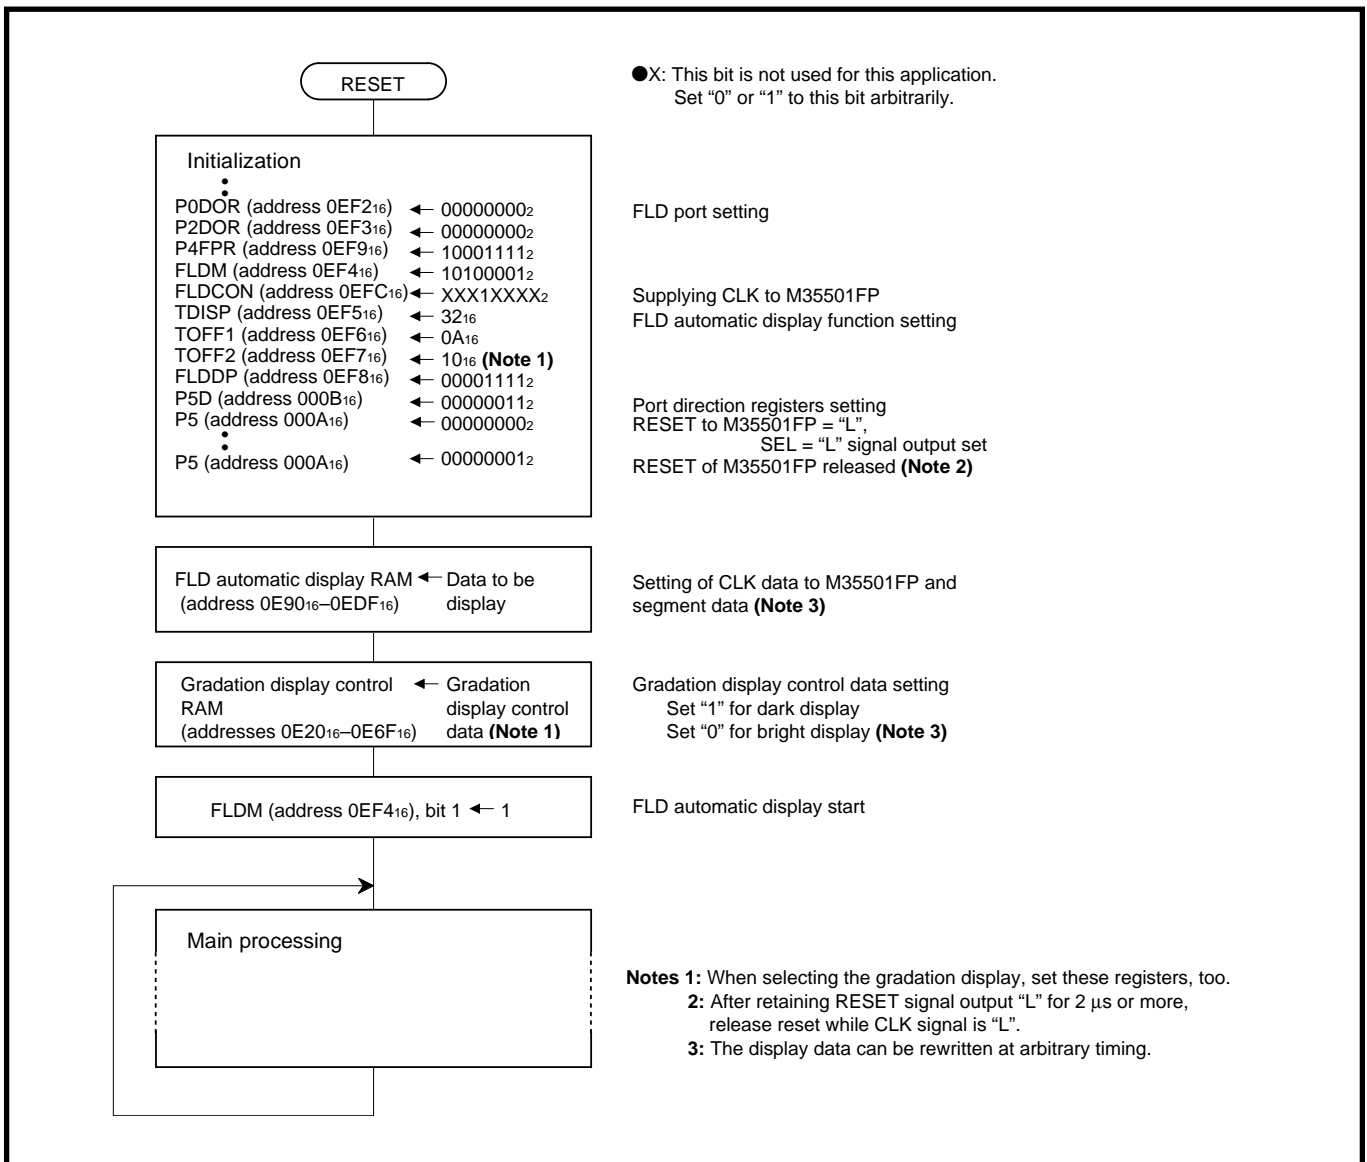 RESET
●X: This bit is not used for this application.
Set “0” or “1” to this bit arbitrarily.
Initialization
P0DOR (address 0EF216) ← 000000002 FLD port setting
P2DOR (address 0EF316) ← 000000002
P4FPR (address 0EF916) ← 100011112
FLDM (address 0EF416) ← 101000012
FLDCON (address 0EFC16) ← XXX1XXXX2 Supplying CLK to M35501FP
TDISP (address 0EF516) ← 3216 FLD automatic display function setting
TOFF1 (address 0EF616) ← 0A16
TOFF2 (address 0EF716) ← 1016 (Note 1)
FLDDP (address 0EF816) ← 000011112
P5D (address 000B16) ← 000000112 Port direction registers setting
P5 (address 000A16) ← 000000002 RESET to M35501FP = “L”,
SEL = “L” signal output set
P5 (address 000A16) ← 000000012 RESET of M35501FP released (Note 2)
FLD automatic display RAM ← Data to be
(address 0E9016–0EDF16) display
Setting of CLK data to M35501FP and
segment data (Note 3)
Gradation display control ← Gradation
RAM display control
(addresses 0E2016–0E6F16) data (Note 1)
Gradation display control data setting
Set “1” for dark display
Set “0” for bright display (Note 3)
FLDM (address 0EF416), bit 1 ← 1 FLD automatic display start
Main processing
Notes 1: When selecting the gradation display, set these registers, too.
2: After retaining RESET signal output “L” for 2 μs or more,
release reset while CLK signal is “L”.
3: The display data can be rewritten at arbitrary timing.